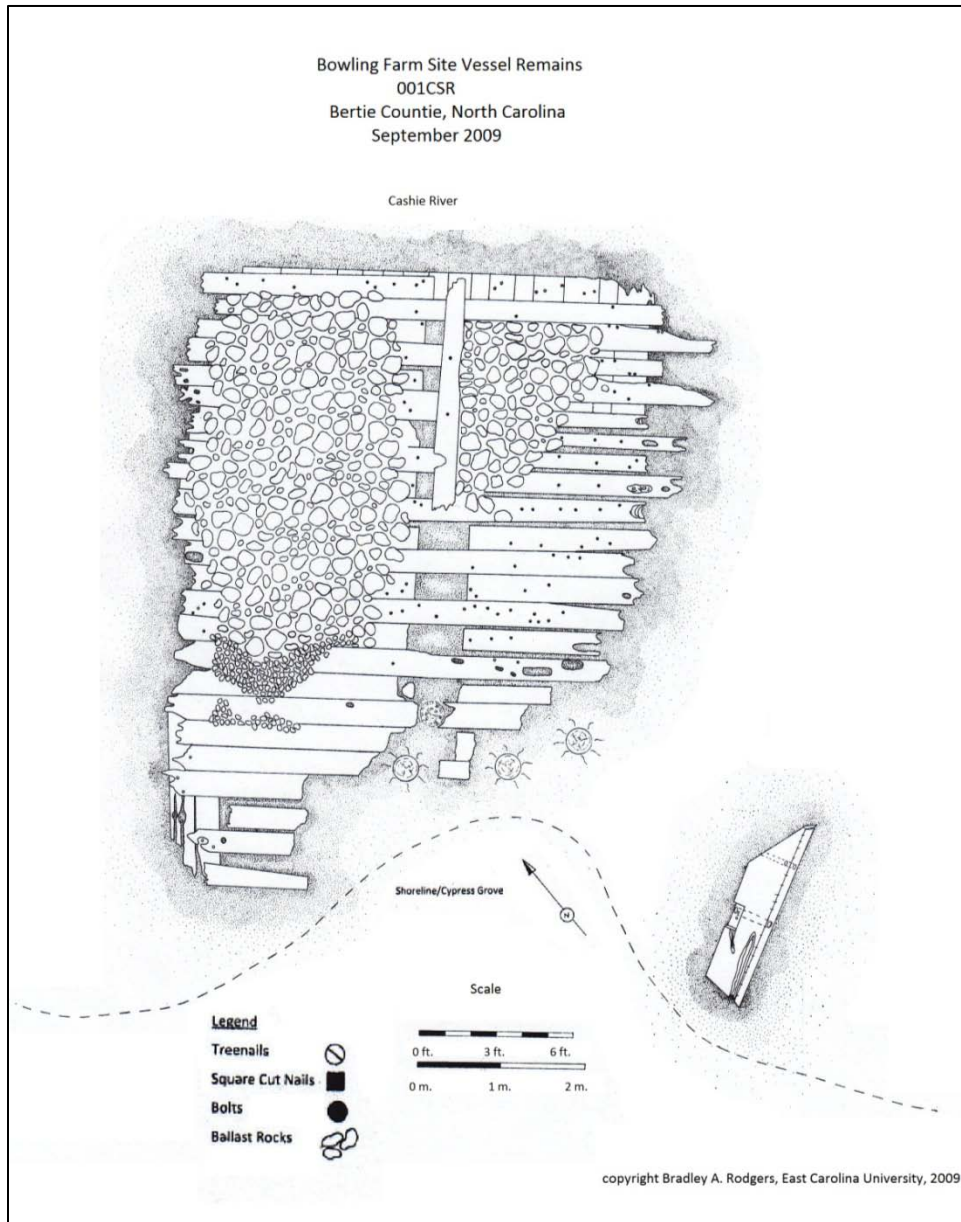 Bowling Farm Site Vessel Remains
001CSR
Bertie Countie, North Carolina
September 2009
Cashie River
Shoreline/Cypress Grove
N
Scale
0 ft. 3 ft. 6 ft.
0 m. 1 m. 2 m.
Legend
Treenails
Square Cut Nails
Bolts
Ballast Rocks
copyright Bradley A. Rodgers, East Carolina University, 2009